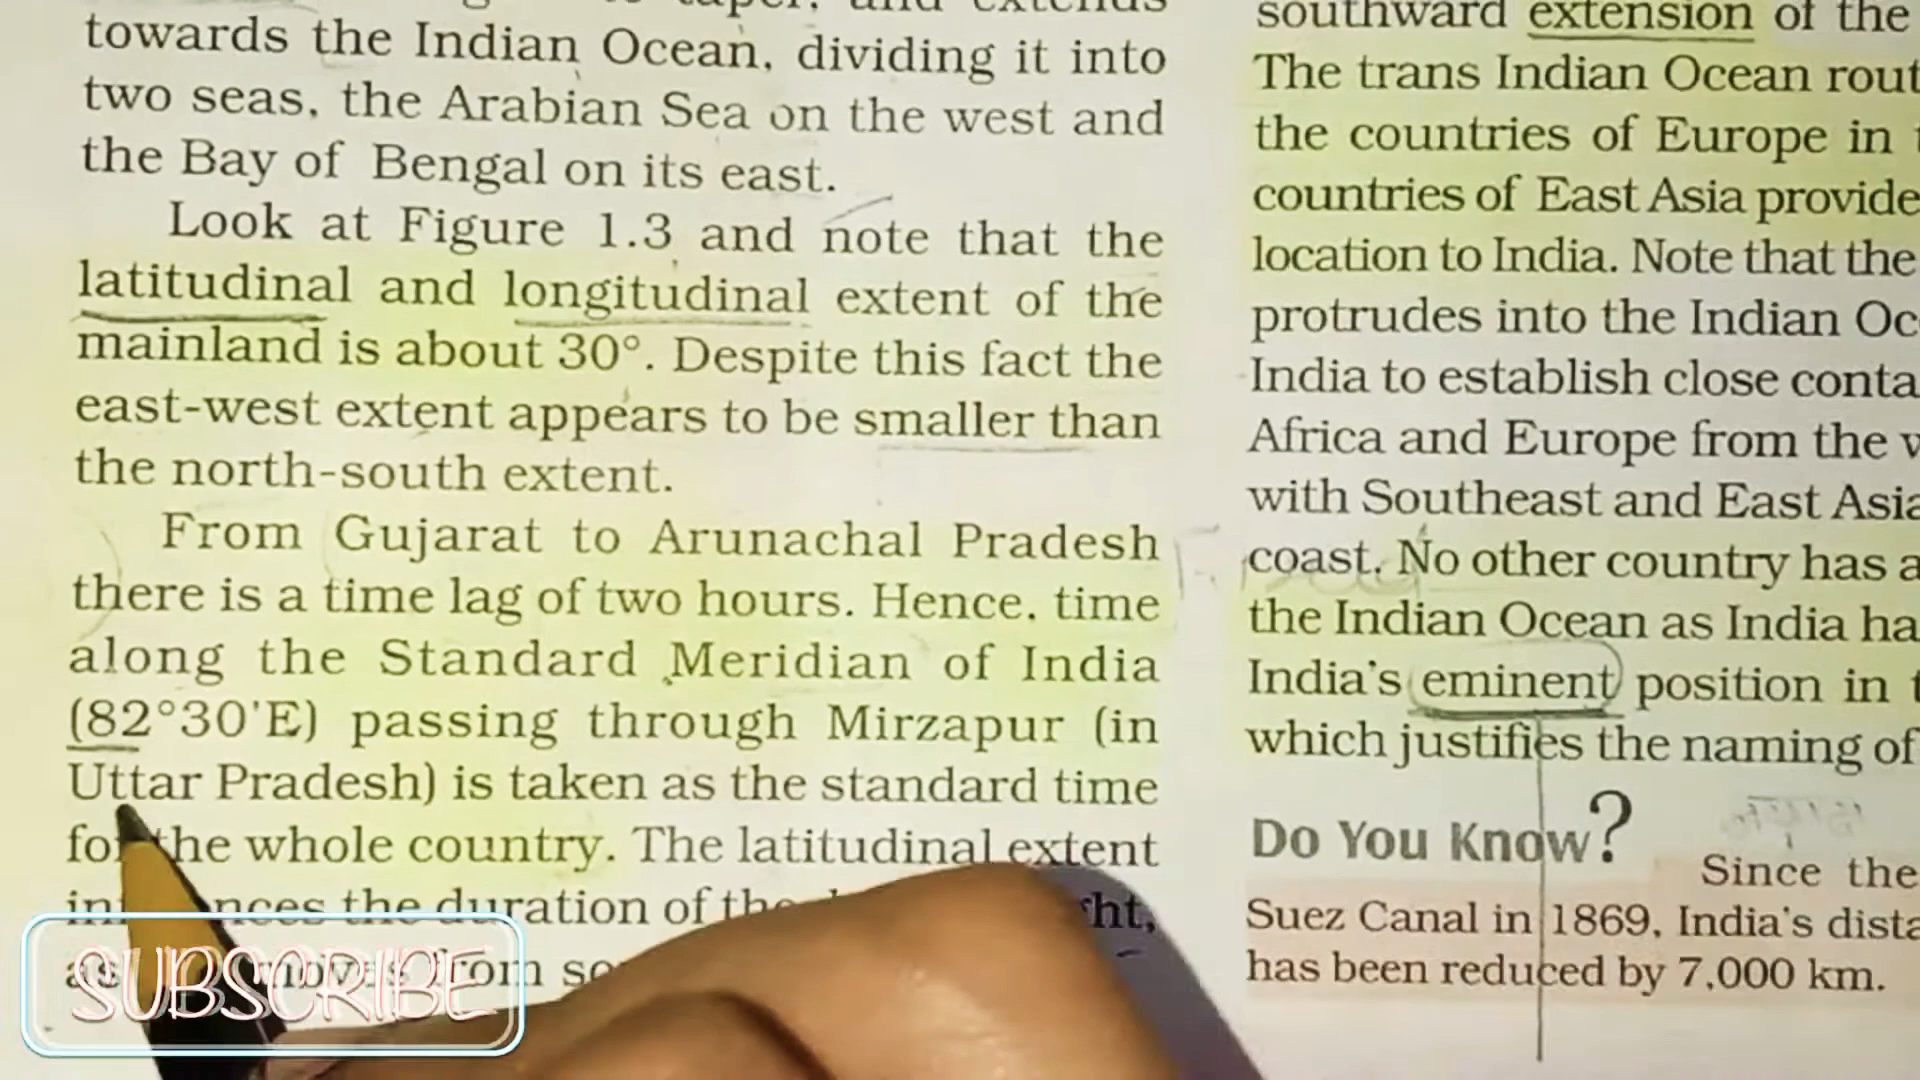 towards the Indian Ocean, dividing it into
two seas, the Arabian Sea on the west and
the Bay of Bengal on its east.
Look at Figure 1.3 and note that the
latitudinal and longitudinal extent of the
mainland is about 30°. Despite this fact the
east-west extent appears to be smaller than
the north-south extent.
From Gujarat to Arunachal Pradesh
there is a time lag of two hours. Hence, time
along the Standard Meridian of India
(82°30'E) passing through Mirzapur (in
Uttar Pradesh) is taken as the standard time
for the whole country. The latitudinal extent
the duration of the
from
SUBSCRIBE
southward extension of the
The trans Indian Ocean
the countries of Europe in
countries of East Asia provide
location to India. Note that the
protrudes into the Indian
India to establish close
Africa and Europe from the
with Southeast and East
coast. No other country has
the Indian Ocean as India
India's eminent position in
which justifies the naming of
Do You Know?
Since the
Suez Canal in 1869, India's
has been reduced by 7,000 km.